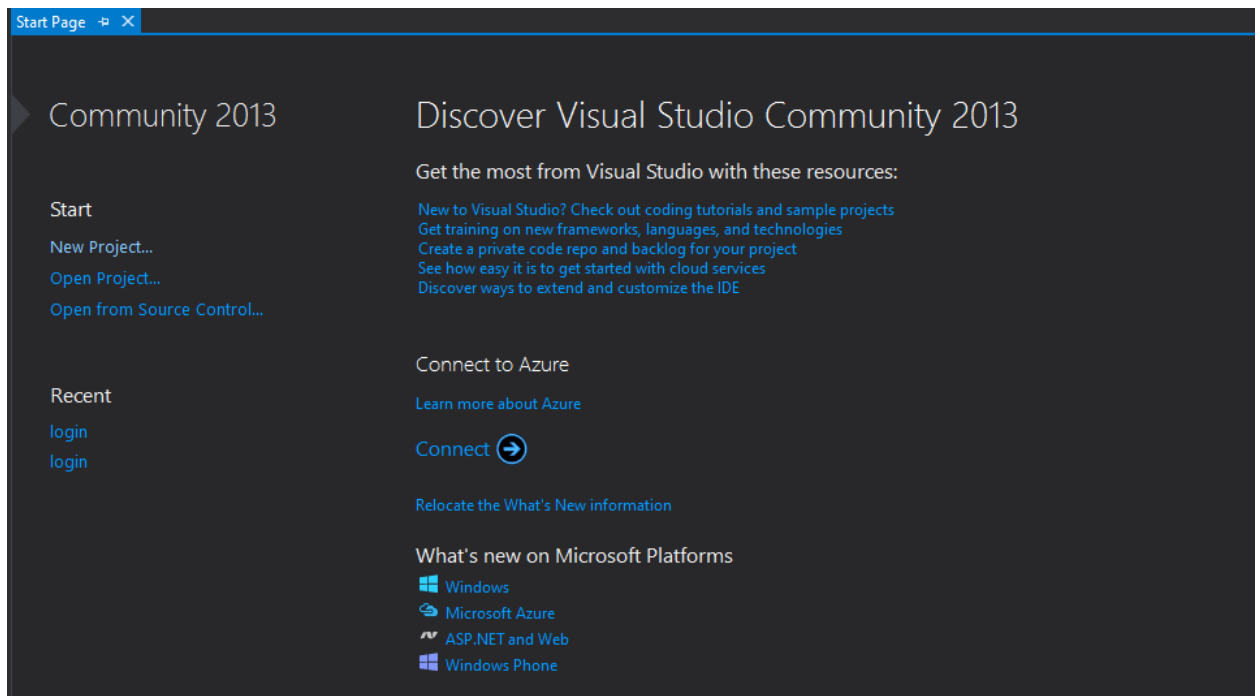 Start Page
Community 2013
Start
New Project...
Open Project...
Open from Source Control...
Recent
login
login
Discover Visual Studio Community 2013
Get the most from Visual Studio with these resources:
New to Visual Studio? Check out coding tutorials and sample projects
Get training on new frameworks, languages, and technologies
Create a private code repo and backlog for your project
See how easy it is to get started with cloud services
Discover ways to extend and customize the IDE
Connect to Azure
Learn more about Azure
Connect
Relocate the What's New information
What's new on Microsoft Platforms
Windows
Microsoft Azure
ASP.NET and Web
Windows Phone